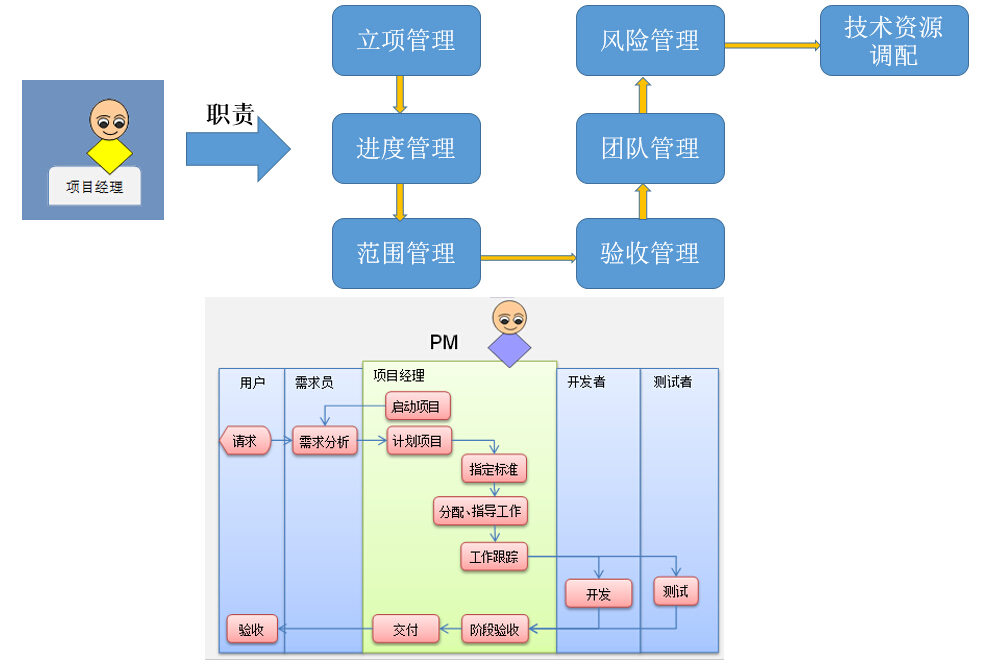 立项管理
风险管理
技术资源
调配
职责
项目经理
进度管理
团队管理
范围管理
验收管理
PM
用户
需求员
项目经理
开发者
测试者
启动项目
请求
需求分析
计划项目
指定标准
分配、指导工作
工作跟踪
开发
测试
验收
交付
阶段验收